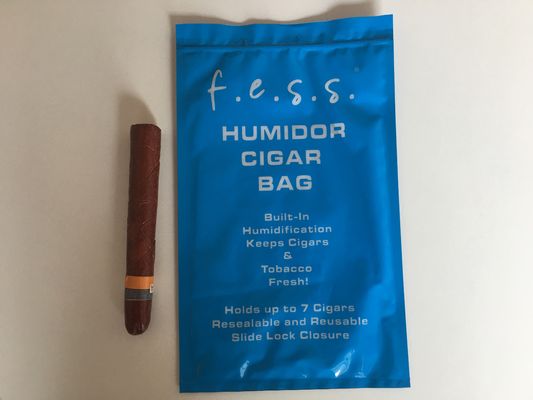 f.e.s.s.
HUMIDOR
CIGAR
BAG
Built-In
Humidification
Keeps Cigars
&
Tobacco
Fresh!
Holds up to 7 Cigars
Resealable and Reusable
Slide Lock Closure